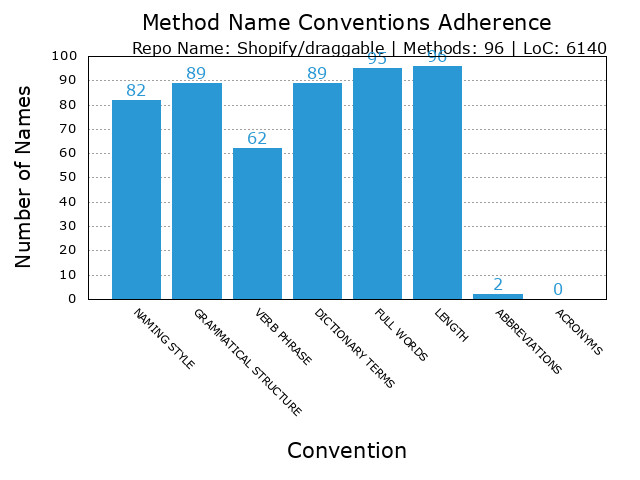 Method Name Conventions Adherence
Repo Name: Shopify/draggable | Methods: 96 | LoC: 6140
Number of Names
100
90
80
70
60
50
40
30
20
10
0
82
89
62
89
95
96
2
0
NAMING STYLE
GRAMMATICAL STRUCTURE
VERB PHRASE
DICTIONARY TERMS
FULL WORDS
LENGTH
ABBREVIATIONS
ACRONYMS
Convention